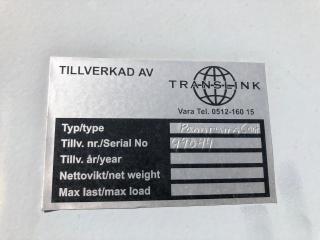 TILLVERKAD AV
TRANSLINK
Vara Tel. 0512-160 15
Typ/type
Tillv. nr./Serial No
Tillv. år/year
Nettovikt/net weight
Max last/max load